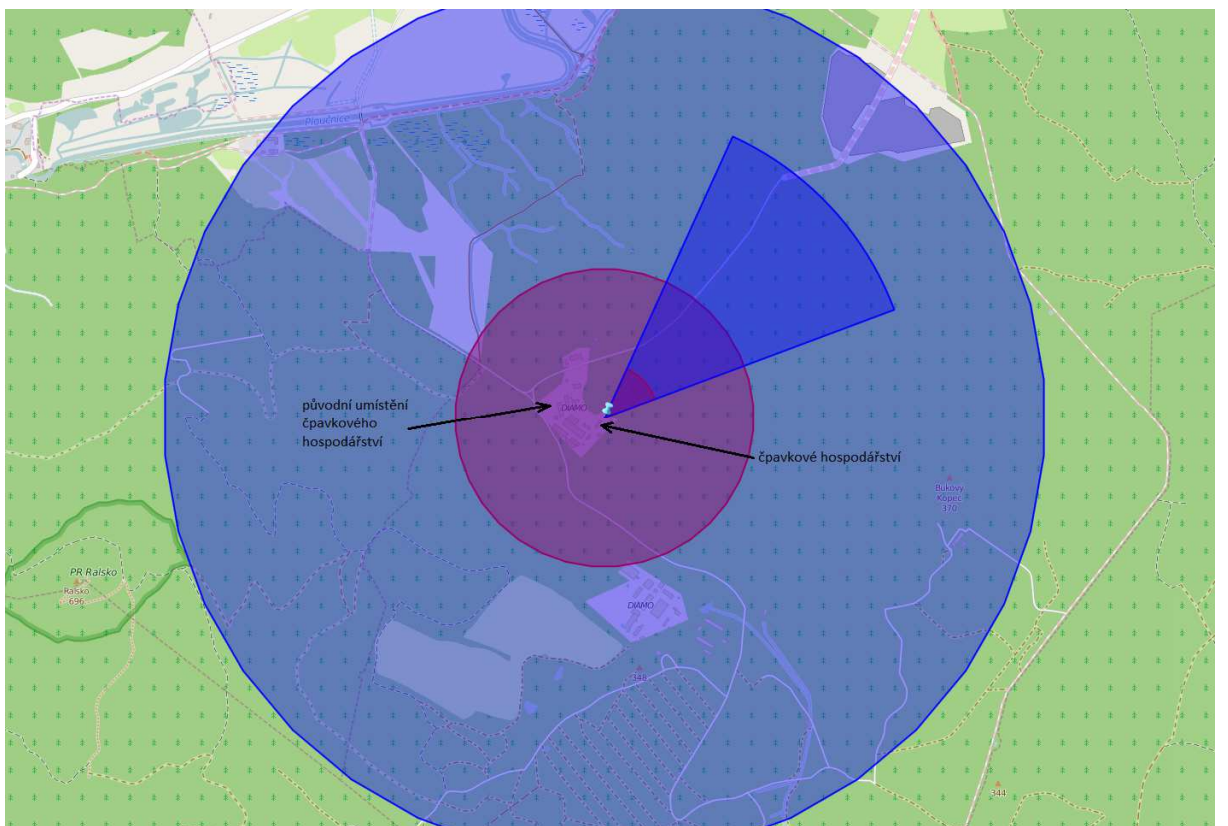 Ploučnice
původní umístění
čpavkového
hospodářství
DIAMO
čpavkové hospodářství
Bukový
Kopec
370
PR Ralsko
Ralsko
696
DIAMO
348
344